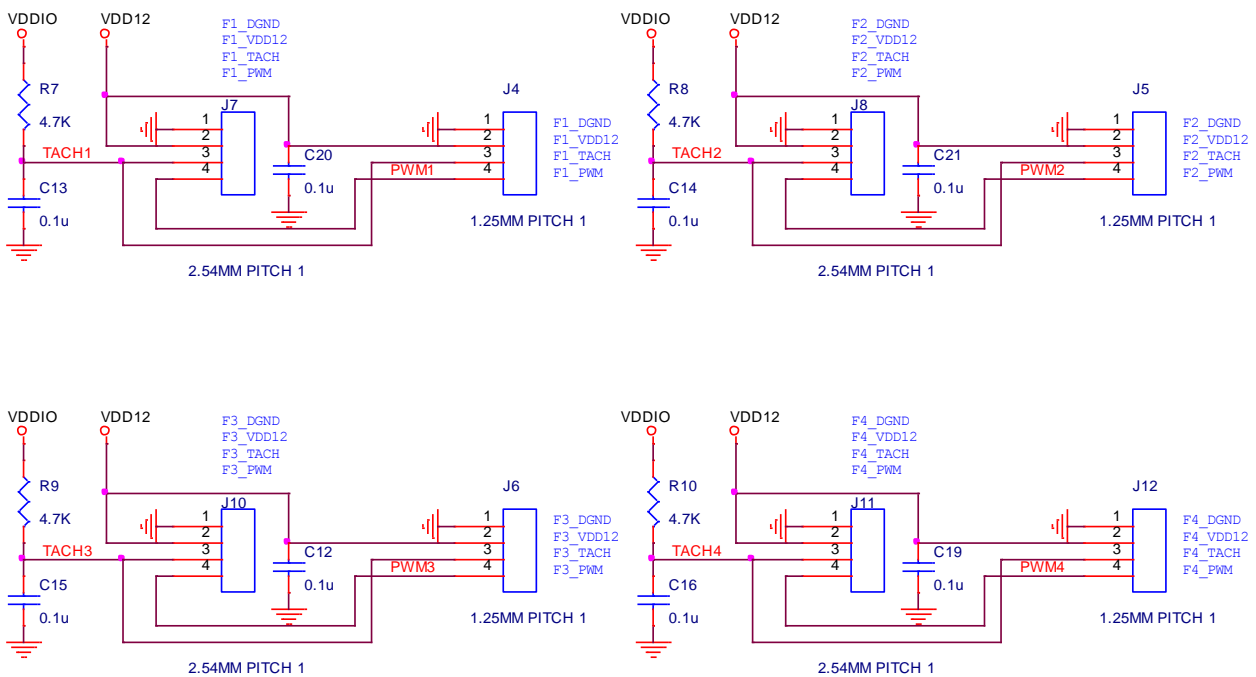 VDDIO
VDD12
F1_DGND
F1_VDD12
F1_TACH
F1_PWM
R7
4.7K
J7
1
2
3
4
TACH1
C13
0.1u
C20
0.1u
PWM1
J4
1
2
3
4
F1_DGND
F1_VDD12
F1_TACH
F1_PWM
1.25MM PITCH 1
2.54MM PITCH 1
VDDIO
VDD12
F2_DGND
F2_VDD12
F2_TACH
F2_PWM
R8
4.7K
J8
1
2
3
4
TACH2
C14
0.1u
C21
0.1u
PWM2
J5
1
2
3
4
F2_DGND
F2_VDD12
F2_TACH
F2_PWM
1.25MM PITCH 1
2.54MM PITCH 1
VDDIO
VDD12
F3_DGND
F3_VDD12
F3_TACH
F3_PWM
R9
4.7K
J10
1
2
3
4
TACH3
C15
0.1u
C12
0.1u
PWM3
J6
1
2
3
4
F3_DGND
F3_VDD12
F3_TACH
F3_PWM
1.25MM PITCH 1
2.54MM PITCH 1
VDDIO
VDD12
F4_DGND
F4_VDD12
F4_TACH
F4_PWM
R10
4.7K
J11
1
2
3
4
TACH4
C16
0.1u
C19
0.1u
PWM4
J12
1
2
3
4
F4_DGND
F4_VDD12
F4_TACH
F4_PWM
1.25MM PITCH 1
2.54MM PITCH 1